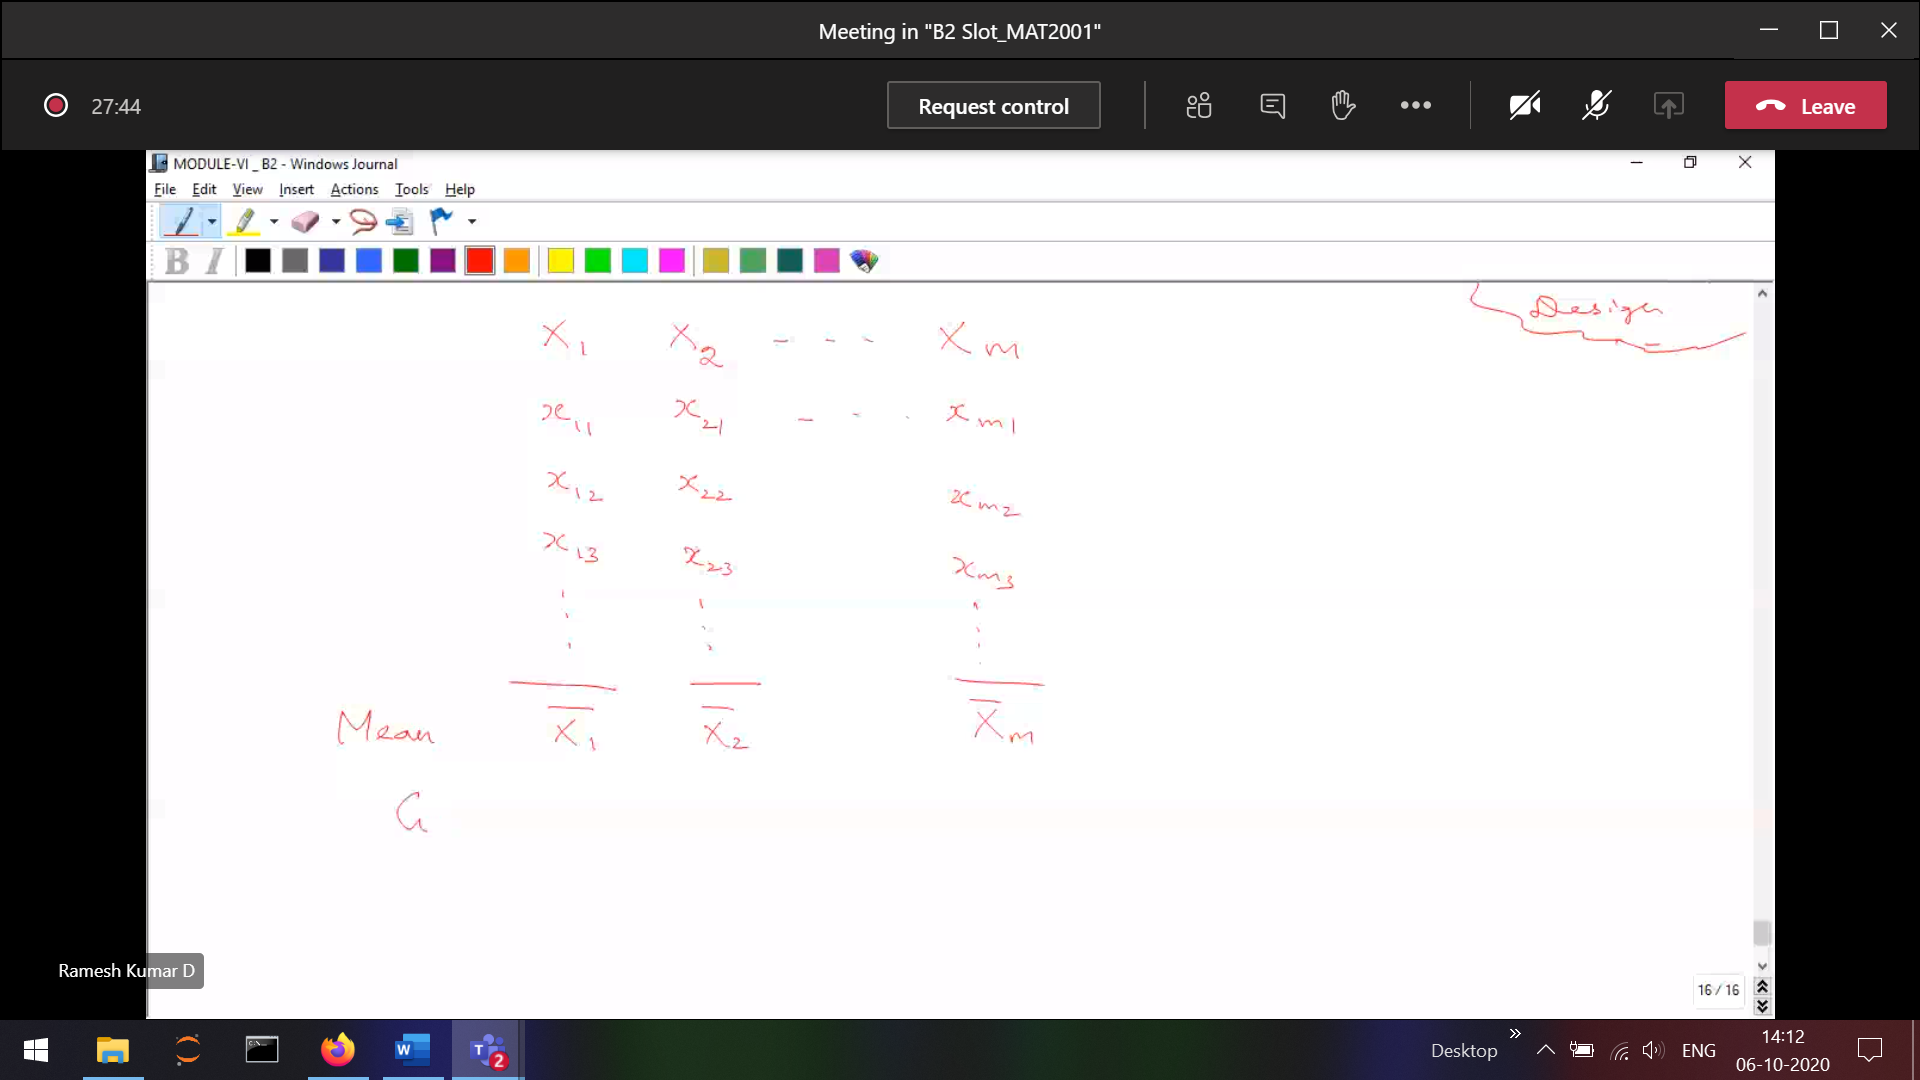 Meeting in "B2 Slot_MAT2001"
27:44
Request control
Leave
MODULE-VI _ B2 - Windows Journal
File Edit View Insert Actions Tools Help
B I
Design
X1 X2 - - - Xm
x11 x21 - - . xm1
x12 x22 xm2
x13 x23 xm3
Mean X̄1 X̄2 X̄m
G
Ramesh Kumar D
16 / 16
W T 2
Desktop » ENG 14:12
06-10-2020